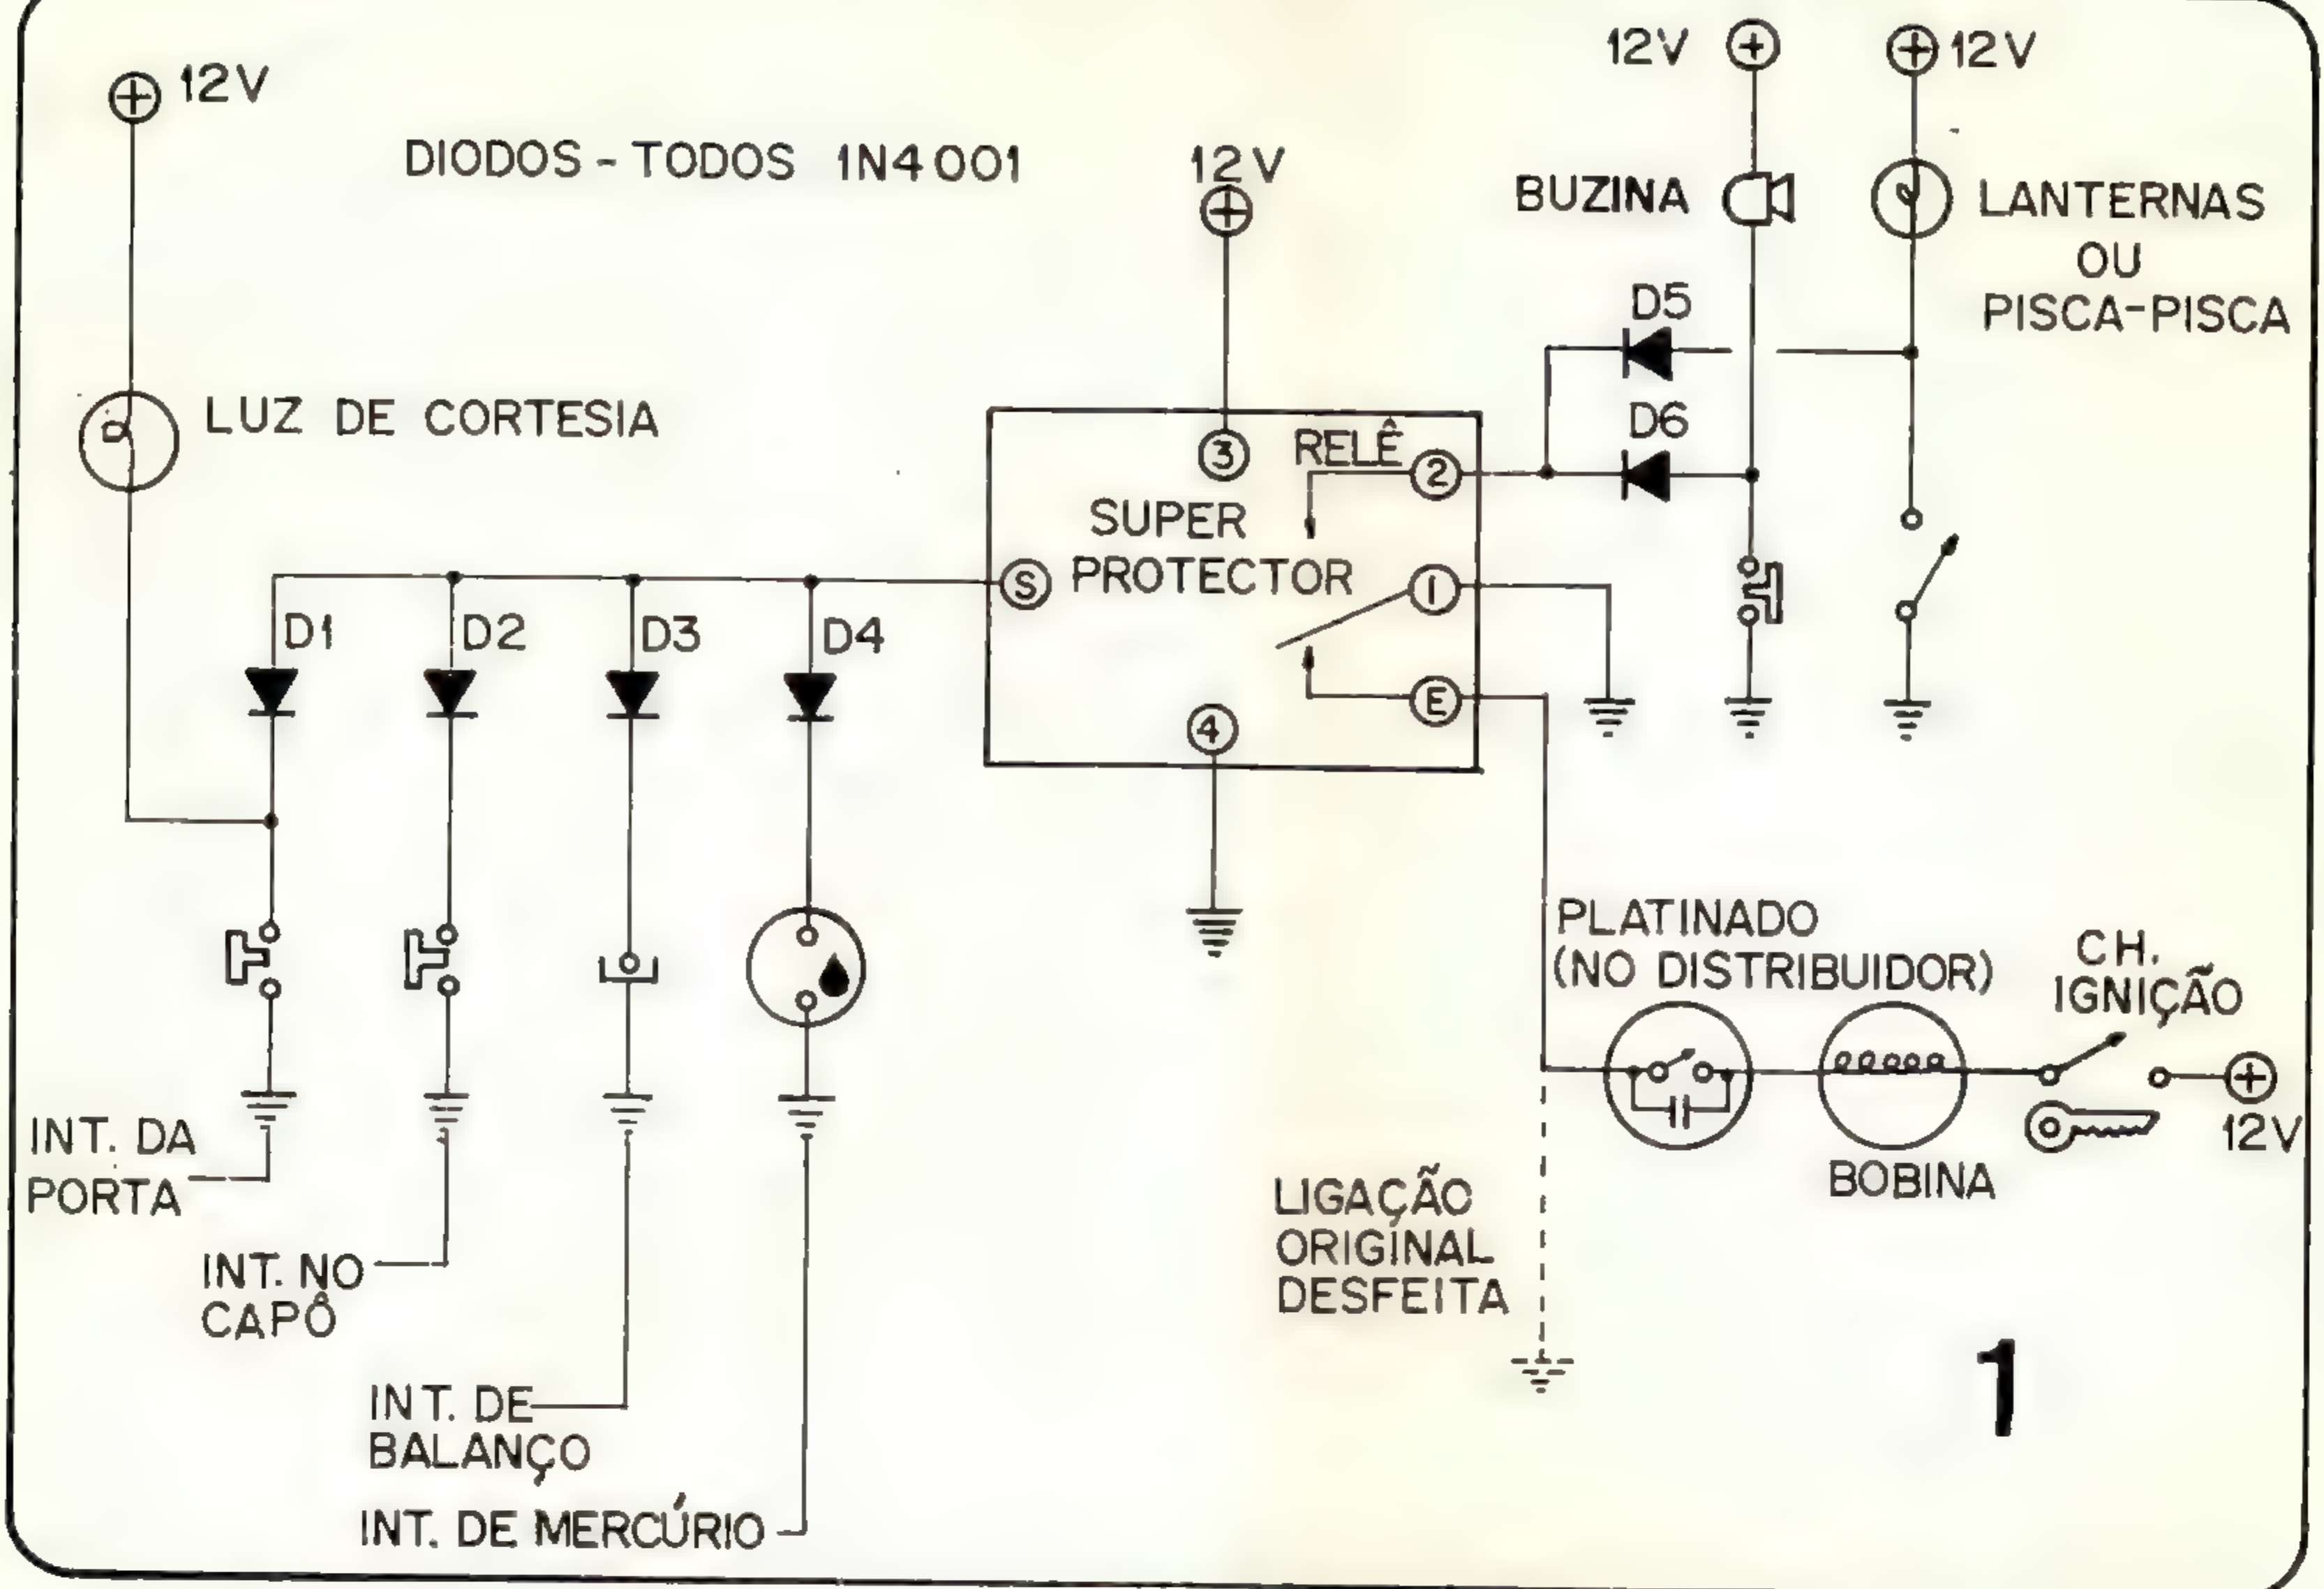 12V
DIODOS - TODOS 1N4001
12V
12V
12V
BUZINA
LANTERNAS
OU
PISCA-PISCA
D5
D6
LUZ DE CORTESIA
3
RELÊ
2
SUPER
PROTECTOR
S
1
E
4
D1
D2
D3
D4
PLATINADO
(NO DISTRIBUIDOR)
CH.
IGNIÇÃO
12V
BOBINA
LIGAÇÃO
ORIGINAL
DESFEITA
INT. DA
PORTA
INT. NO
CAPÔ
INT. DE
BALANÇO
INT. DE MERCÚRIO
1